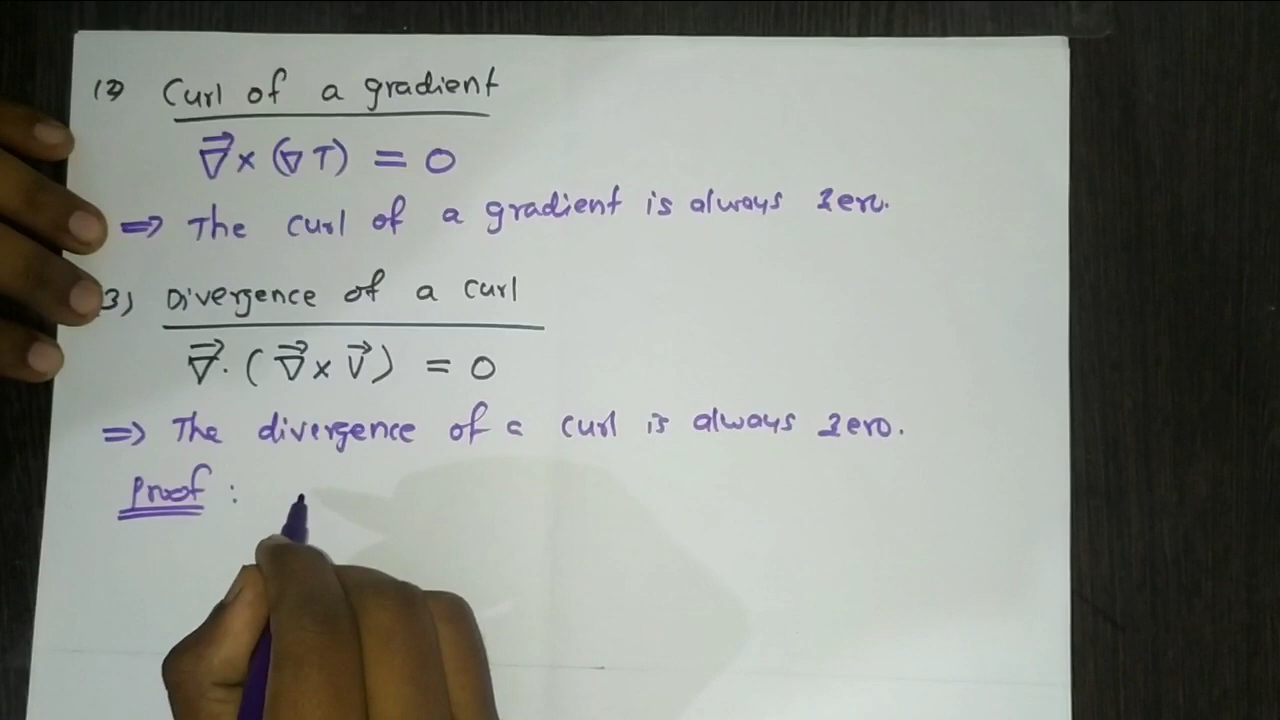 12) Curl of a gradient
∇⃗ × (∇T) = 0
⇒ The curl of a gradient is always zero.
3) Divergence of a curl
∇⃗ · (∇⃗ × V⃗) = 0
⇒ The divergence of a curl is always zero.
Proof :